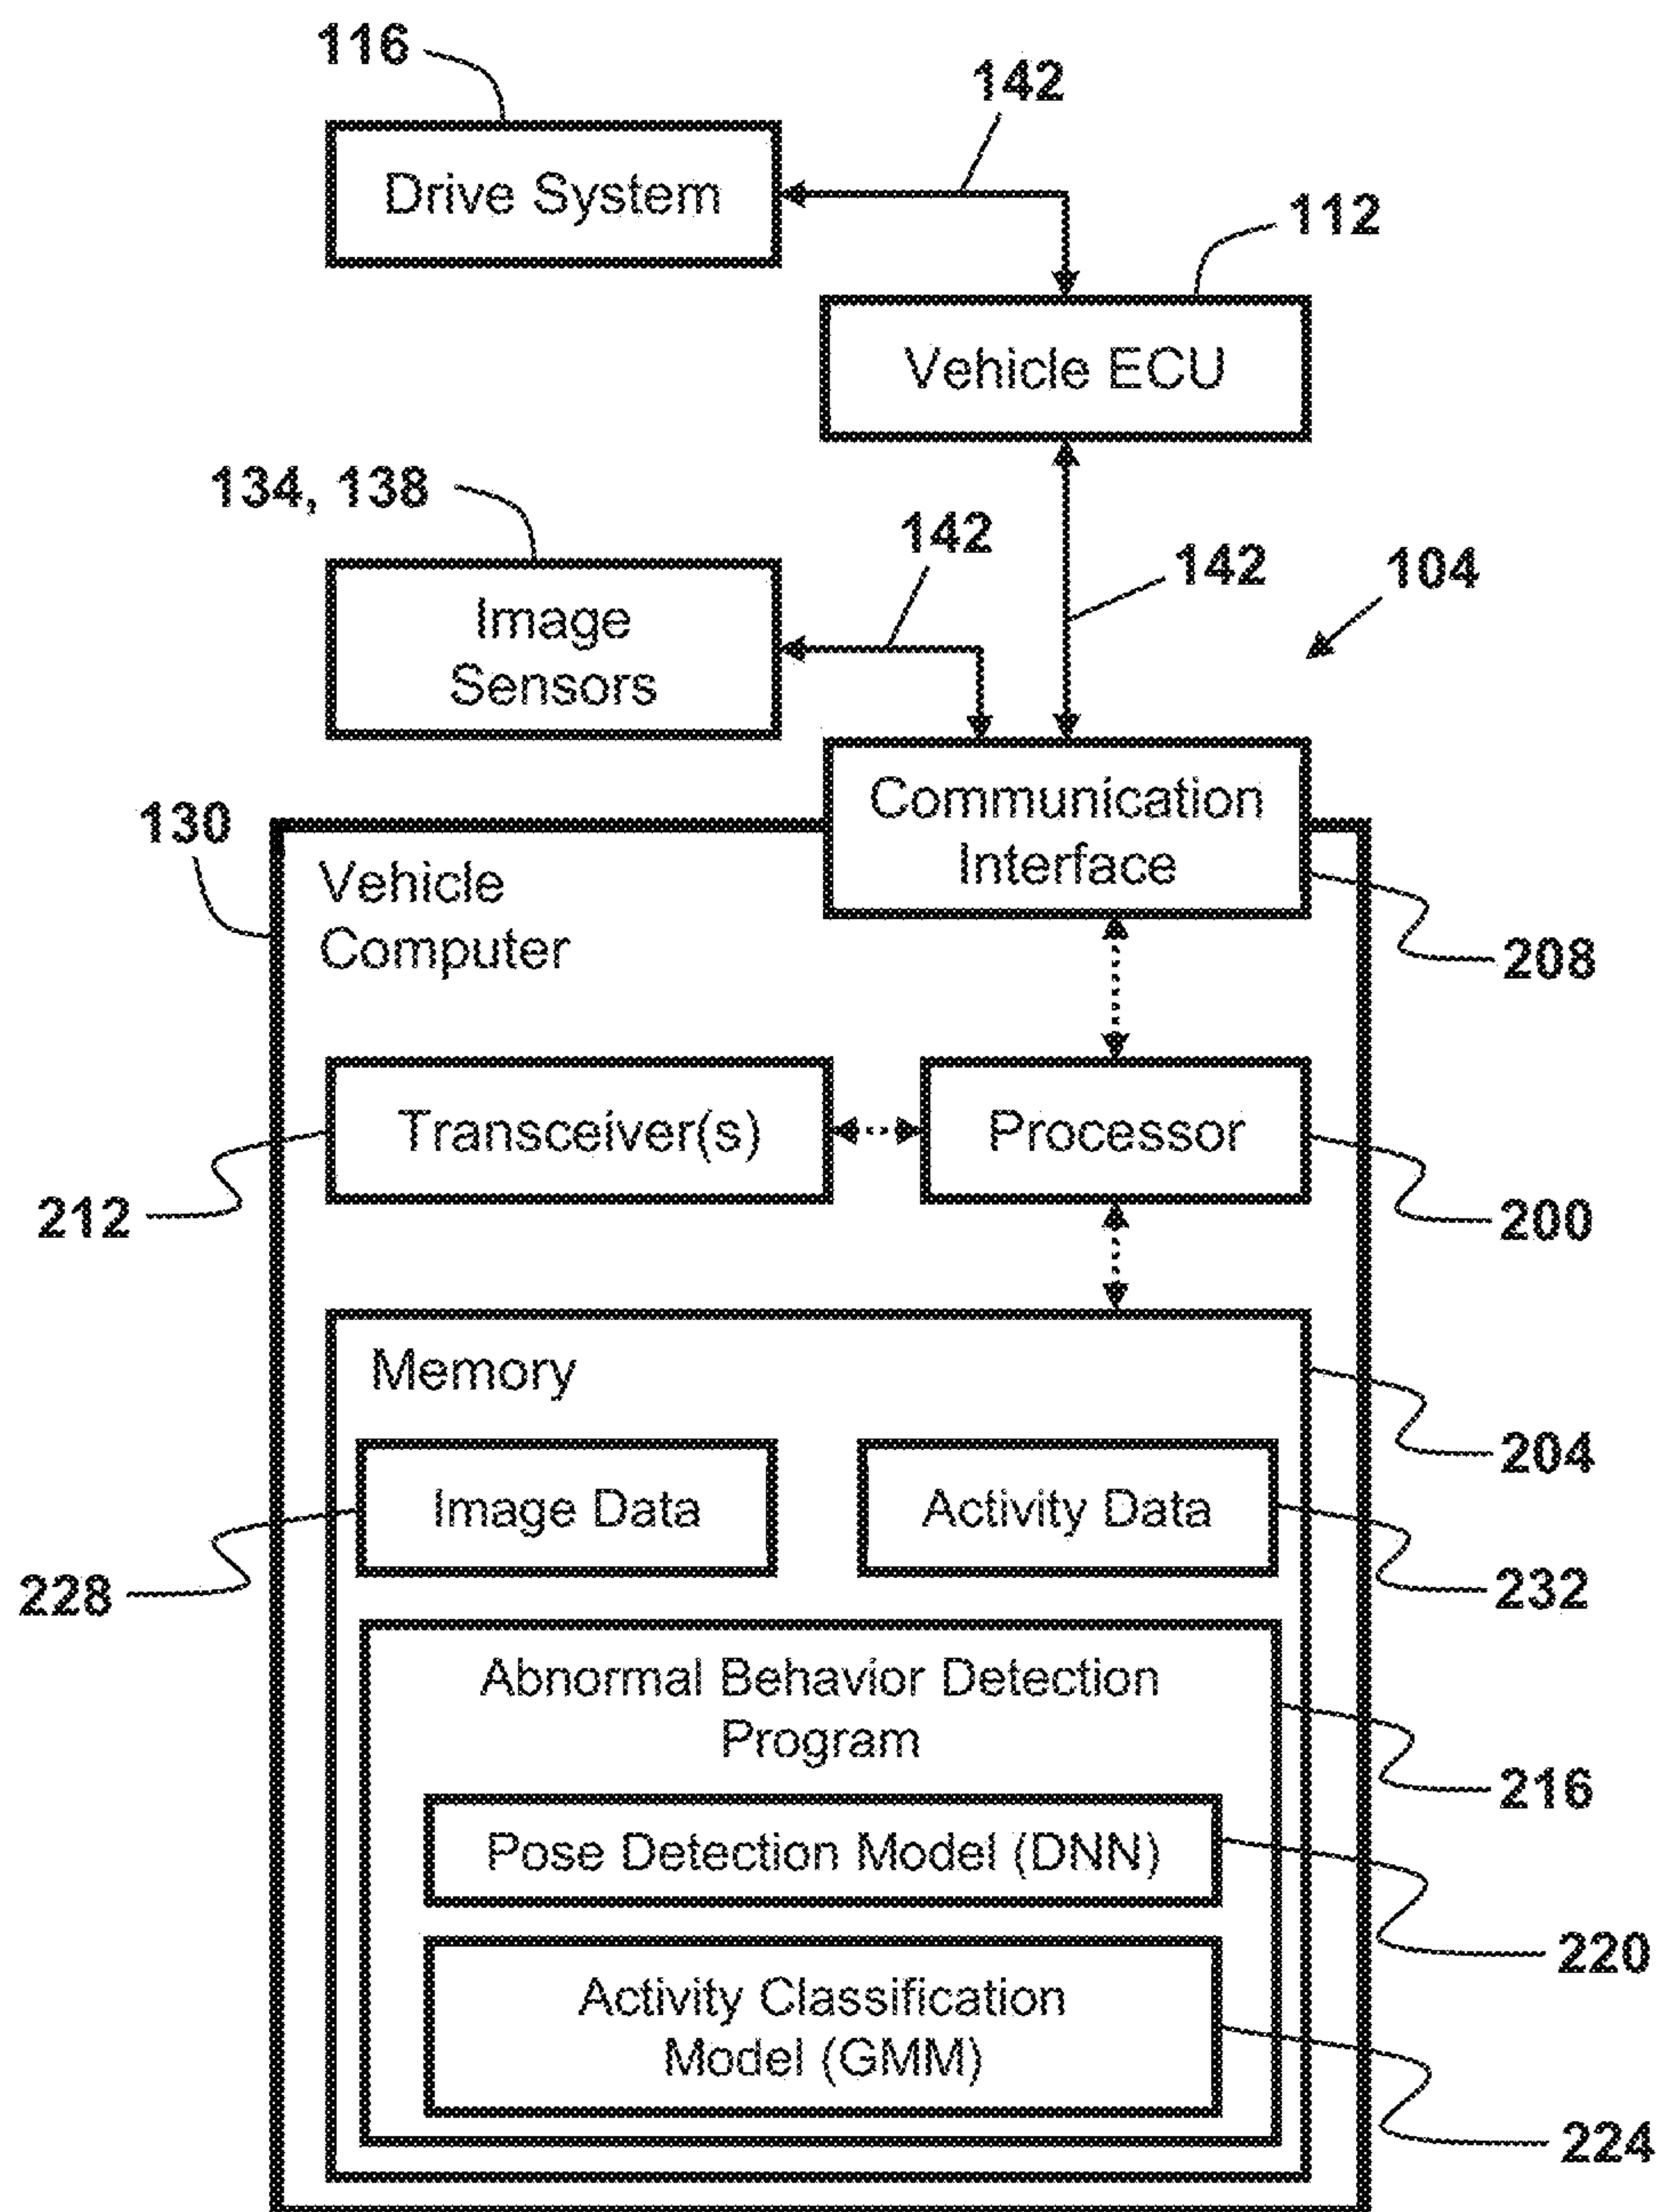 116
142
Drive System
112
Vehicle ECU
134, 138
142
142
104
Image
Sensors
Communication
Interface
130
Vehicle
Computer
208
Transceiver(s)
Processor
212
200
Memory
204
Image Data
Activity Data
228
232
Abnormal Behavior Detection
Program
216
Pose Detection Model (DNN)
220
Activity Classification
Model (GMM)
224